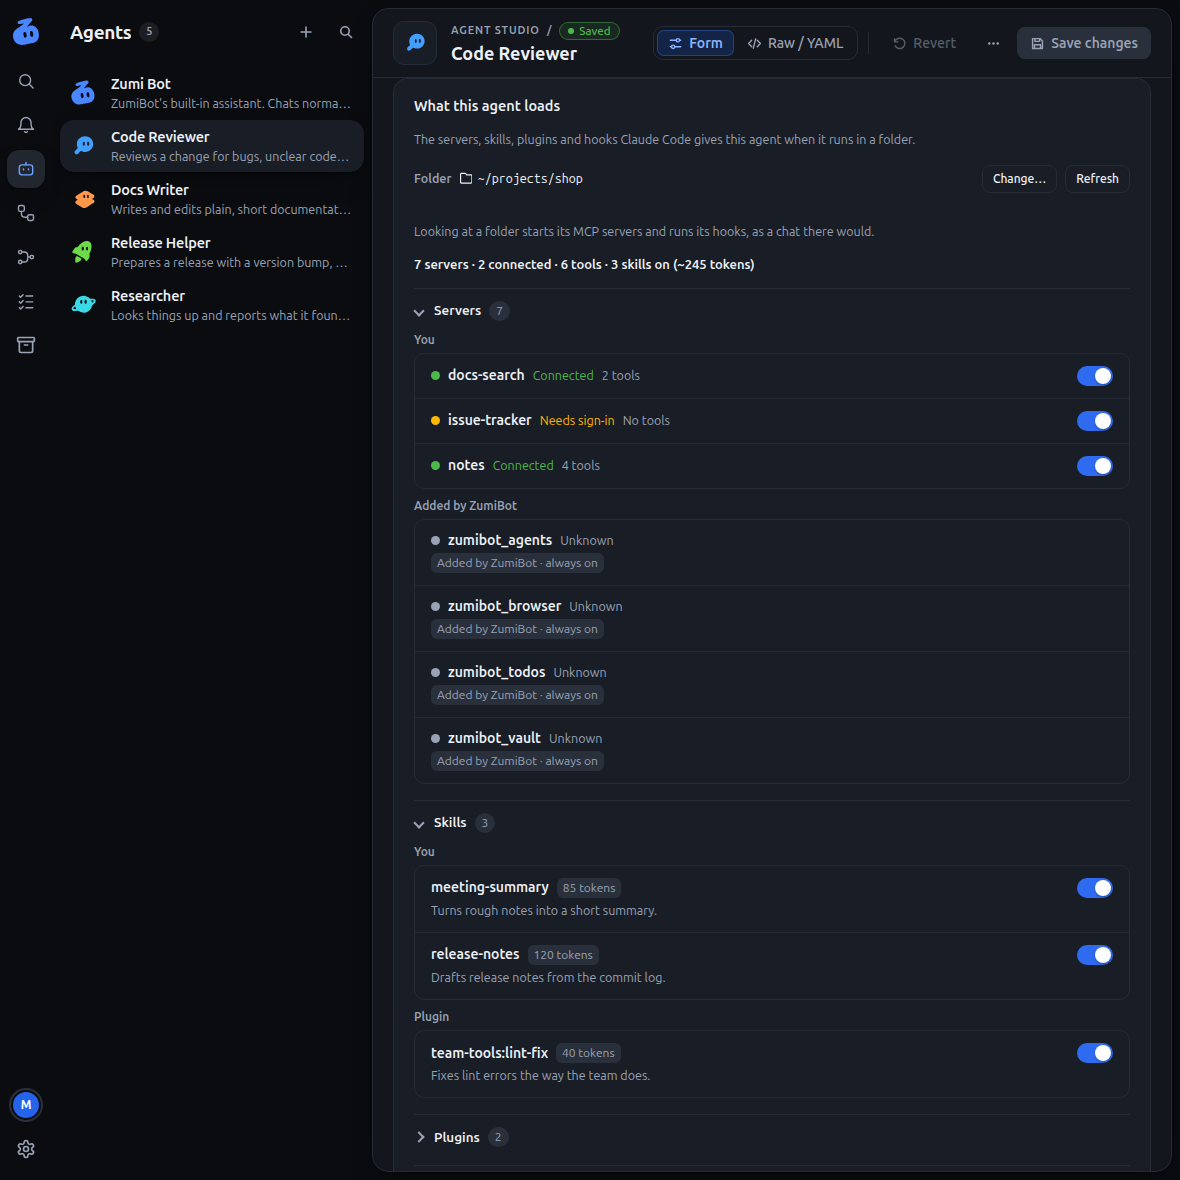 Agents 5
Zumi Bot
ZumiBot's built-in assistant. Chats norma…
Code Reviewer
Reviews a change for bugs, unclear code…
Docs Writer
Writes and edits plain, short documentat…
Release Helper
Prepares a release with a version bump, …
Researcher
Looks things up and reports what it foun…
M
AGENT STUDIO / Saved
Code Reviewer
Form
Raw / YAML
Revert
Save changes
What this agent loads
The servers, skills, plugins and hooks Claude Code gives this agent when it runs in a folder.
Folder ~/projects/shop
Change…
Refresh
Looking at a folder starts its MCP servers and runs its hooks, as a chat there would.
7 servers · 2 connected · 6 tools · 3 skills on (~245 tokens)
Servers 7
You
docs-search Connected 2 tools
issue-tracker Needs sign-in No tools
notes Connected 4 tools
Added by ZumiBot
zumibot_agents Unknown
Added by ZumiBot · always on
zumibot_browser Unknown
Added by ZumiBot · always on
zumibot_todos Unknown
Added by ZumiBot · always on
zumibot_vault Unknown
Added by ZumiBot · always on
Skills 3
You
meeting-summary 85 tokens
Turns rough notes into a short summary.
release-notes 120 tokens
Drafts release notes from the commit log.
Plugin
team-tools:lint-fix 40 tokens
Fixes lint errors the way the team does.
Plugins 2